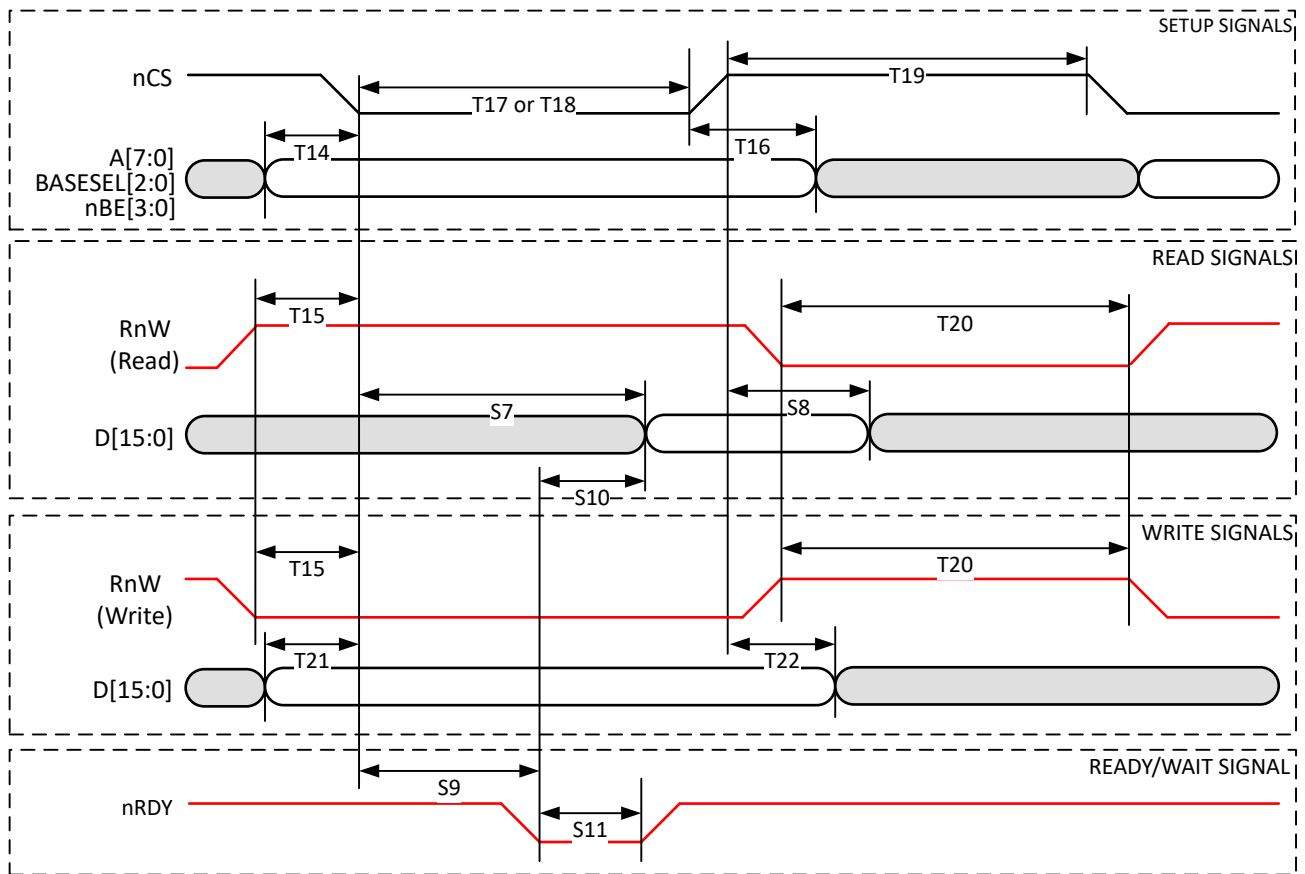 SETUP SIGNALS
nCS
T19
T17 or T18
T14
T16
A[7:0]
BASESEL[2:0]
nBE[3:0]
READ SIGNALS
T15
T20
RnW
(Read)
S7
S8
D[15:0]
S10
WRITE SIGNALS
T15
T20
RnW
(Write)
T21
T22
D[15:0]
READY/WAIT SIGNAL
S9
nRDY
S11